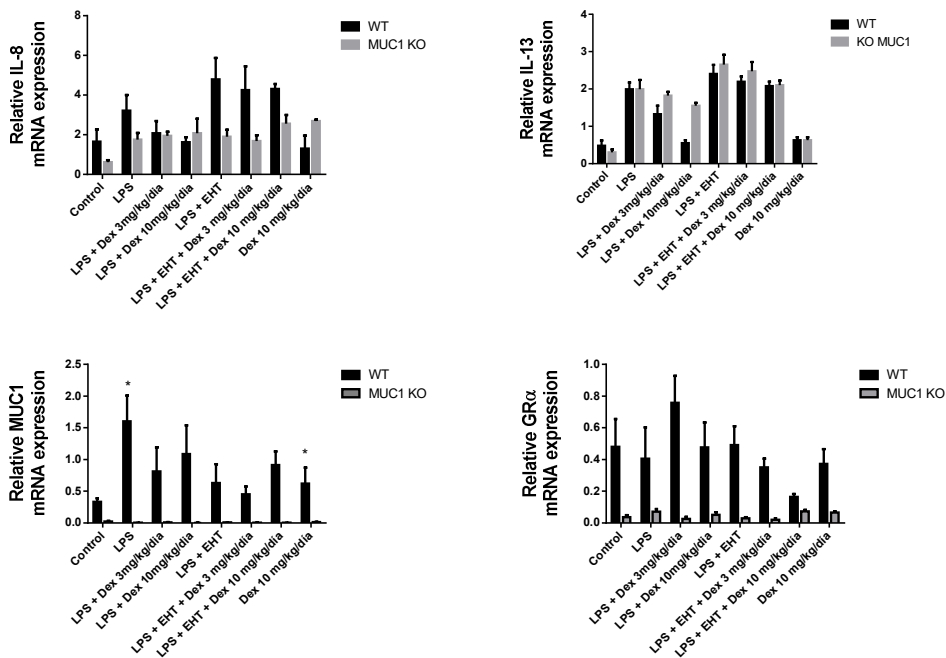 Relative IL-8
mRNA expression
8
6
4
2
0
WT
MUC1 KO
Control
LPS
LPS + Dex 3mg/kg/dia
LPS + Dex 10mg/kg/dia
LPS + EHT
LPS + EHT + Dex 3 mg/kg/dia
LPS + EHT + Dex 10 mg/kg/dia
Dex 10 mg/kg/dia
Relative IL-13
mRNA expression
4
3
2
1
0
WT
KO MUC1
Control
LPS
LPS + Dex 3mg/kg/dia
LPS + Dex 10mg/kg/dia
LPS + EHT
LPS + EHT + Dex 3 mg/kg/dia
LPS + EHT + Dex 10 mg/kg/dia
Dex 10 mg/kg/dia
Relative MUC1
mRNA expression
2.5
2.0
1.5
1.0
0.5
0.0
*
*
WT
MUC1 KO
Control
LPS
LPS + Dex 3mg/kg/dia
LPS + Dex 10mg/kg/dia
LPS + EHT
LPS + EHT + Dex 3 mg/kg/dia
LPS + EHT + Dex 10 mg/kg/dia
Dex 10 mg/kg/dia
Relative GRα
mRNA expression
1.0
0.8
0.6
0.4
0.2
0.0
WT
MUC1 KO
Control
LPS
LPS + Dex 3mg/kg/dia
LPS + Dex 10mg/kg/dia
LPS + EHT
LPS + EHT + Dex 3 mg/kg/dia
LPS + EHT + Dex 10 mg/kg/dia
Dex 10 mg/kg/dia